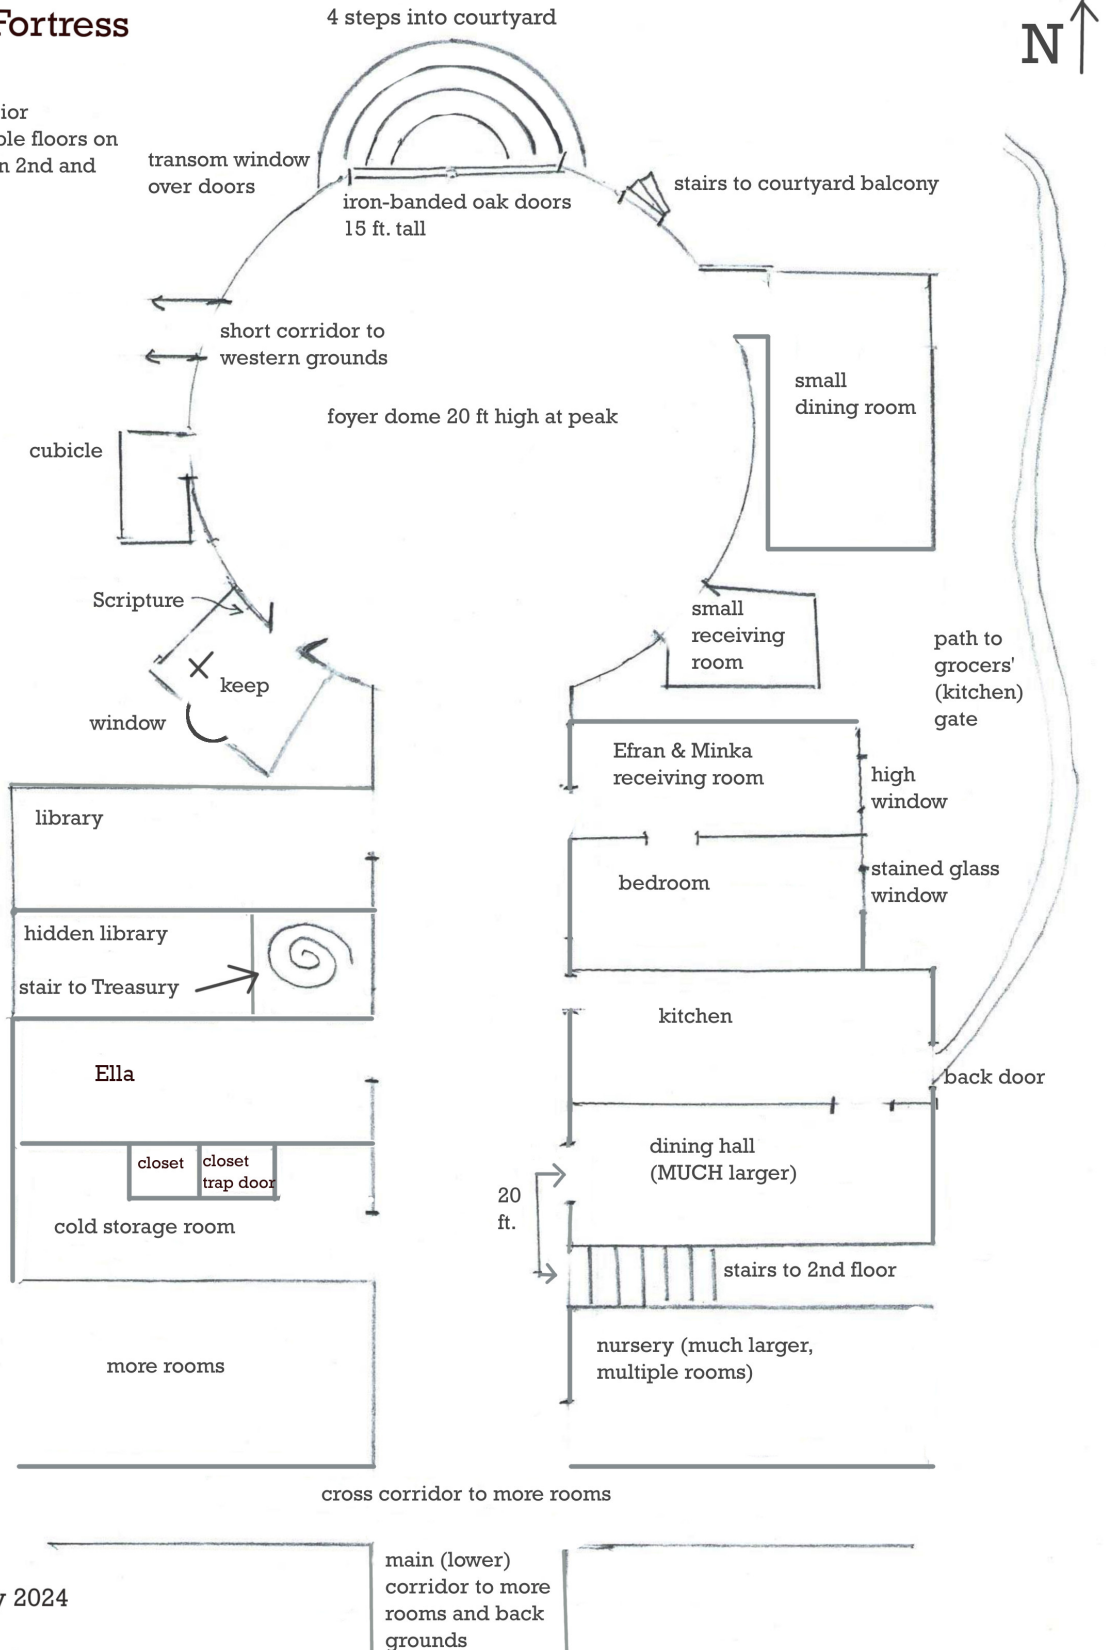 Fortress
4 steps into courtyard
N
ior
ple floors on
n 2nd and
transom window
over doors
iron-banded oak doors
15 ft. tall
stairs to courtyard balcony
short corridor to
western grounds
foyer dome 20 ft high at peak
small
dining room
cubicle
Scripture
keep
window
small
receiving
room
path to
grocers'
(kitchen)
gate
Efran & Minka
receiving room
high
window
library
bedroom
stained glass
window
hidden library
stair to Treasury
kitchen
Ella
back door
closet
closet
trap door
cold storage room
dining hall
(MUCH larger)
20
ft.
stairs to 2nd floor
nursery (much larger,
multiple rooms)
more rooms
cross corridor to more rooms
main (lower)
corridor to more
rooms and back
grounds
y 2024